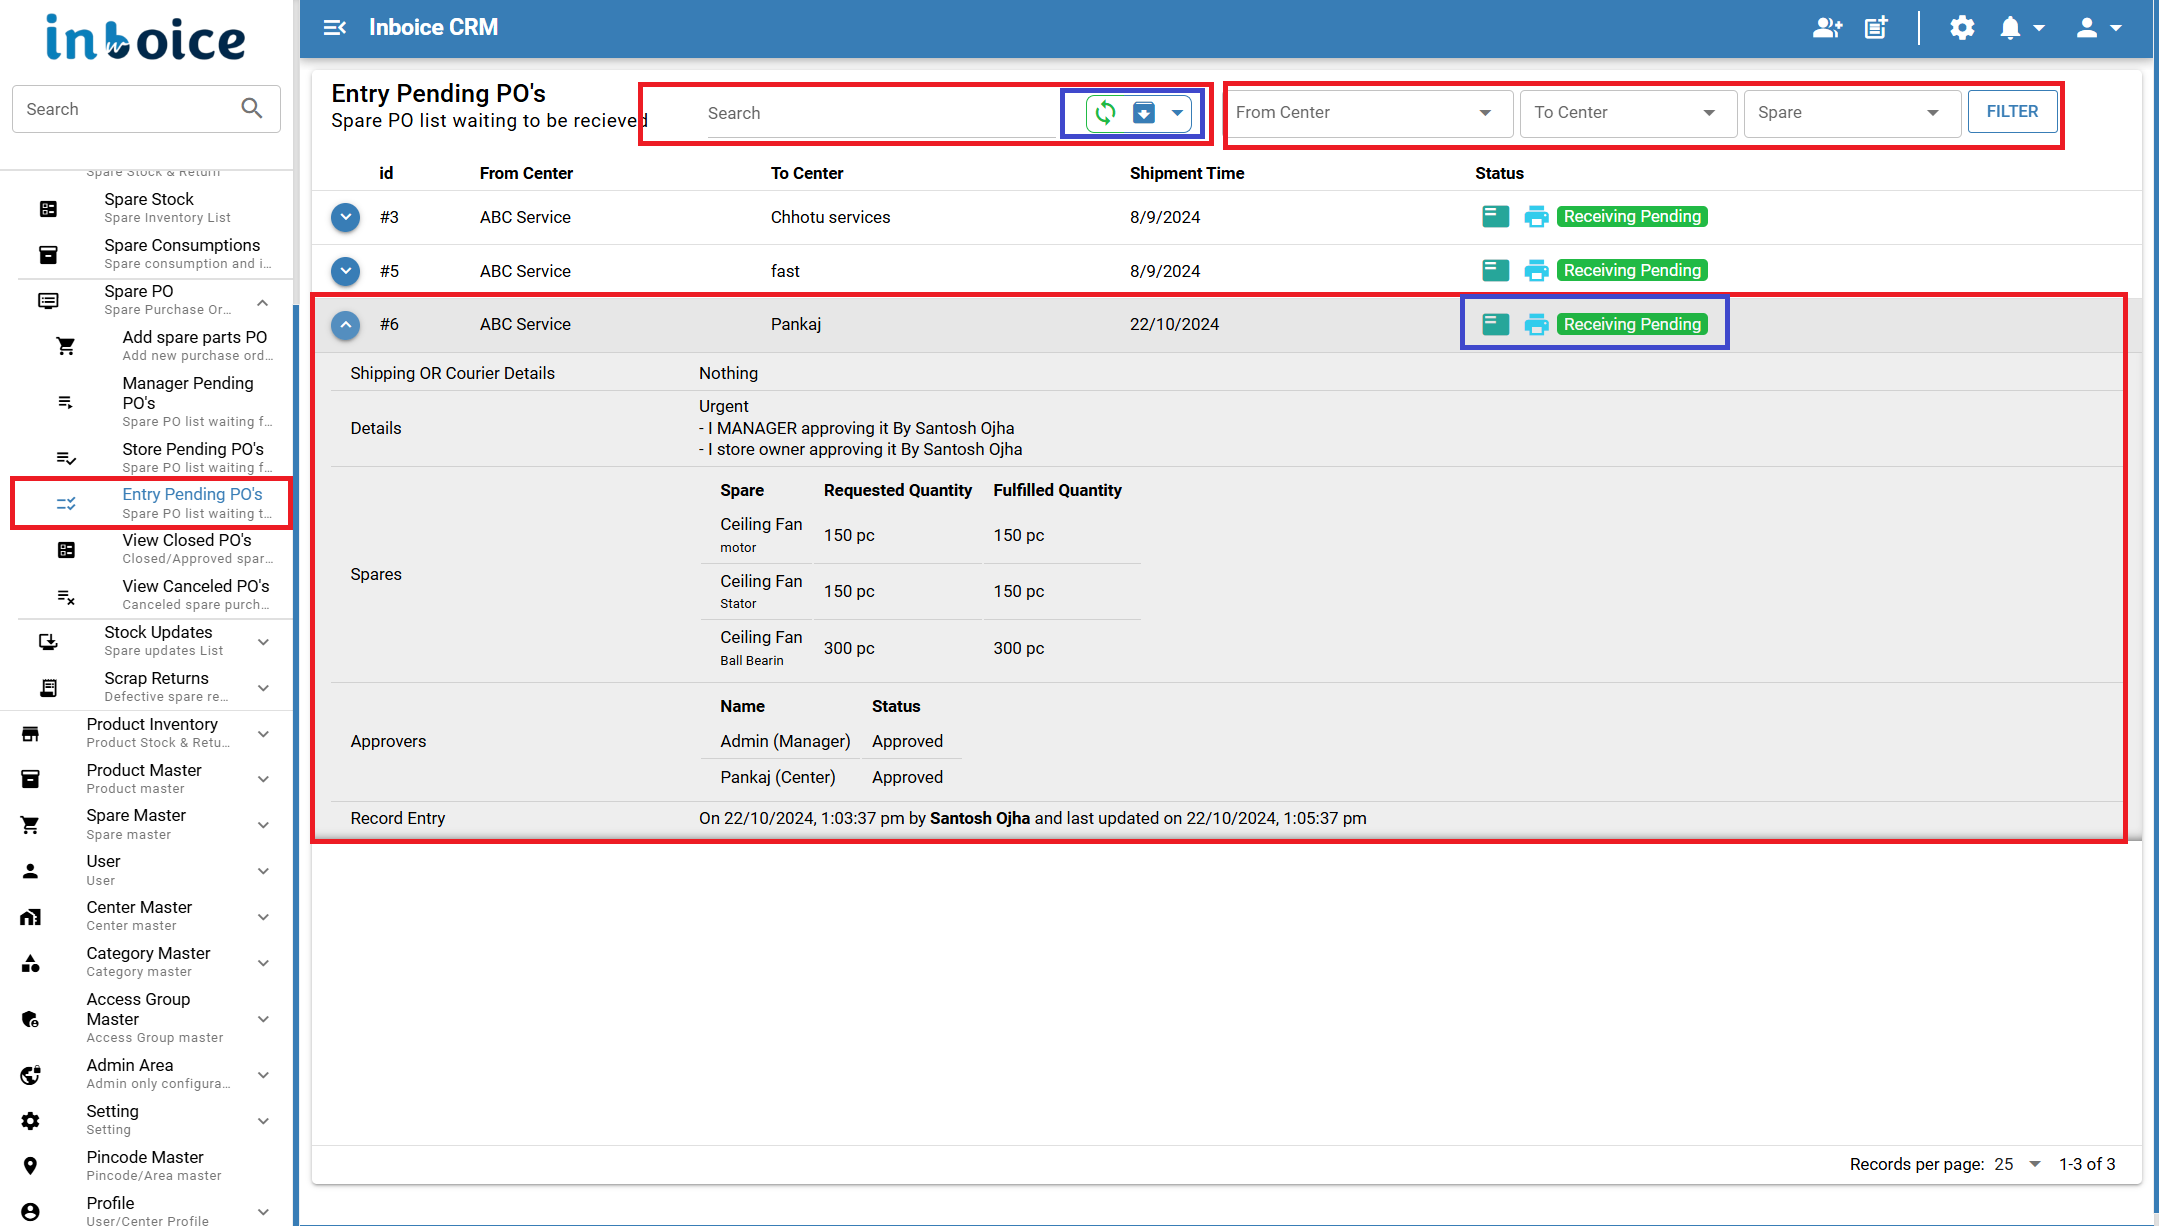 inboice
Search
Spare Stock & Return
Spare Stock
Spare Inventory List
Spare Consumptions
Spare consumption and i...
Spare PO
Spare Purchase Or...
Add spare parts PO
Add new purchase ord...
Manager Pending
PO's
Spare PO list waiting f...
Store Pending PO's
Spare PO list waiting f...
Entry Pending PO's
Spare PO list waiting t...
View Closed PO's
Closed/Approved spar...
View Canceled PO's
Canceled spare purch...
Stock Updates
Spare updates List
Scrap Returns
Defective spare re...
Product Inventory
Product Stock & Retu...
Product Master
Product master
Spare Master
Spare master
User
User
Center Master
Center master
Category Master
Category master
Access Group
Master
Access Group master
Admin Area
Admin only configura...
Setting
Setting
Pincode Master
Pincode/Area master
Profile
User/Center Profile
Inboice CRM
Entry Pending PO's
Spare PO list waiting to be recieved
Search
From Center
To Center
Spare
FILTER
id From Center To Center Shipment Time Status
#3 ABC Service Chhotu services 8/9/2024 Receiving Pending
#5 ABC Service fast 8/9/2024 Receiving Pending
#6 ABC Service Pankaj 22/10/2024 Receiving Pending
Shipping OR Courier Details Nothing
Details
Urgent
- I MANAGER approving it By Santosh Ojha
- I store owner approving it By Santosh Ojha
Spares
Spare Requested Quantity Fulfilled Quantity
Ceiling Fan
motor
150 pc 150 pc
Ceiling Fan
Stator
150 pc 150 pc
Ceiling Fan
Ball Bearin
300 pc 300 pc
Approvers
Name Status
Admin (Manager) Approved
Pankaj (Center) Approved
Record Entry On 22/10/2024, 1:03:37 pm by Santosh Ojha and last updated on 22/10/2024, 1:05:37 pm
Records per page: 25 1-3 of 3